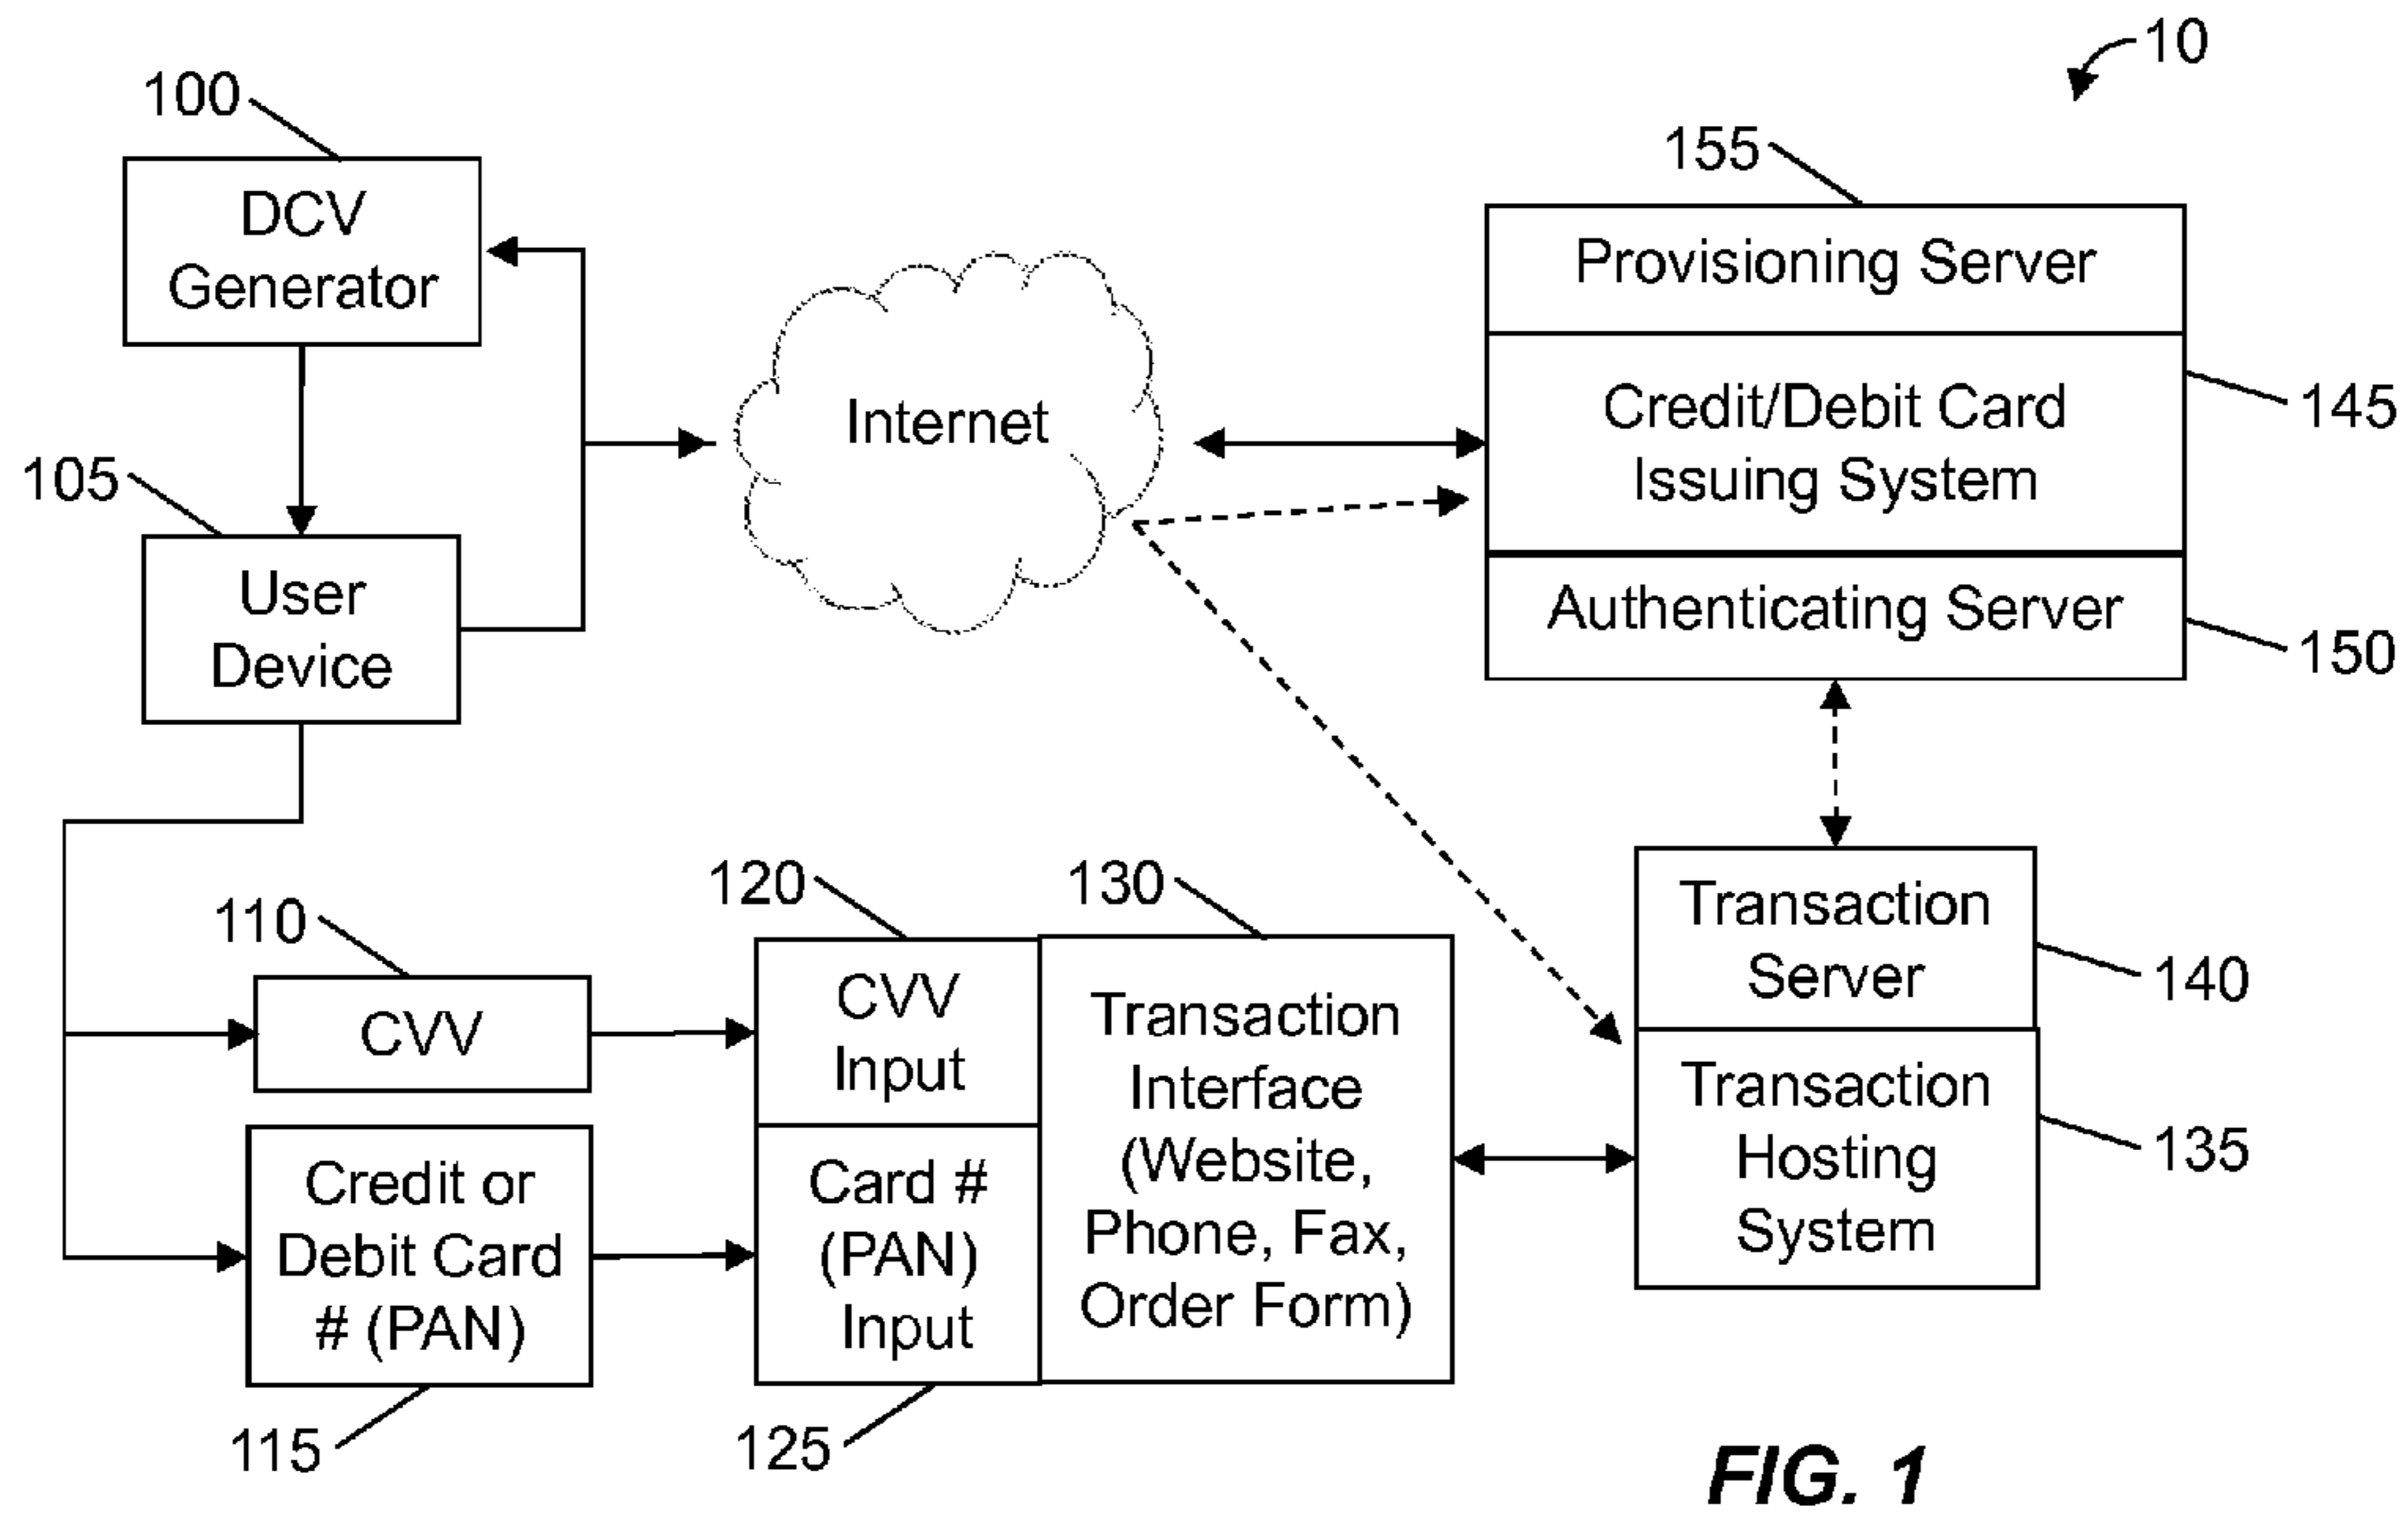 10
100
DCV
Generator
155
Provisioning Server
Credit/Debit Card
Issuing System
145
Authenticating Server
150
Internet
105
User
Device
110
CVV
Credit or
Debit Card
# (PAN)
115
120
CVV
Input
Card #
(PAN)
Input
125
130
Transaction
Interface
(Website,
Phone, Fax,
Order Form)
Transaction
Server
140
Transaction
Hosting
System
135
FIG. 1